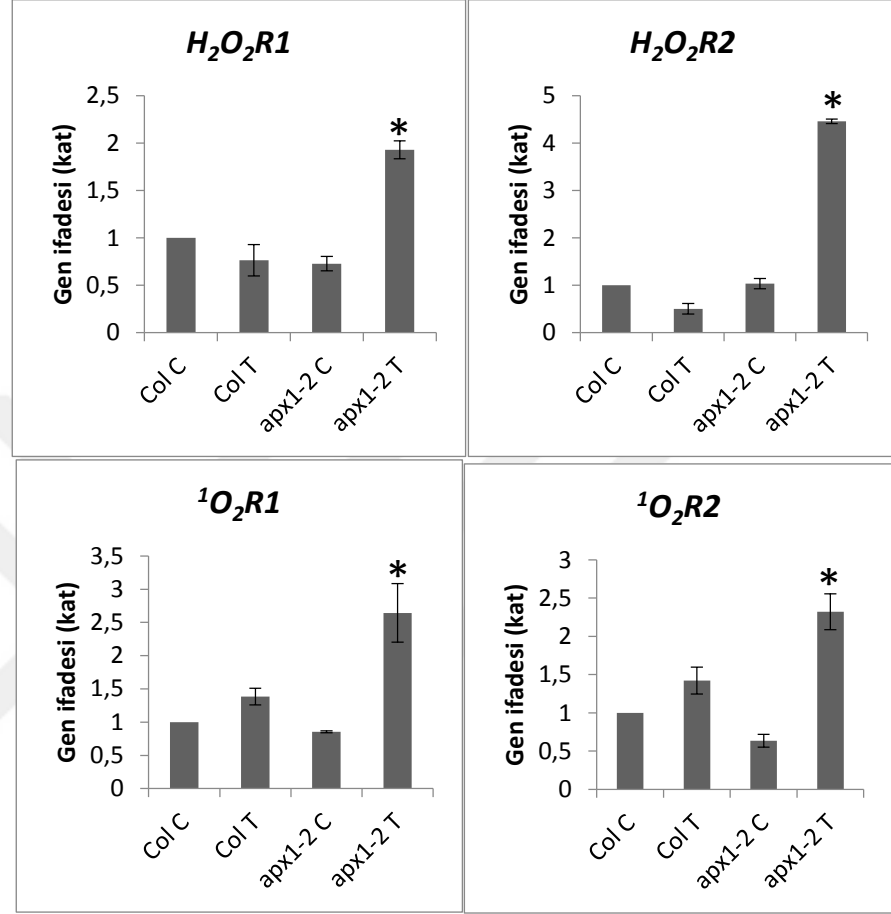 H₂O₂R1
Gen ifadesi (kat)
2,5
2
1,5
1
0,5
0
*
Col C
Col T
apx1-2 C
apx1-2 T
H₂O₂R2
Gen ifadesi (kat)
5
4
3
2
1
0
*
Col C
Col T
apx1-2 C
apx1-2 T
¹O₂R1
Gen ifadesi (kat)
3,5
3
2,5
2
1,5
1
0,5
0
*
Col C
Col T
apx1-2 C
apx1-2 T
¹O₂R2
Gen ifadesi (kat)
3
2,5
2
1,5
1
0,5
0
*
Col C
Col T
apx1-2 C
apx1-2 T